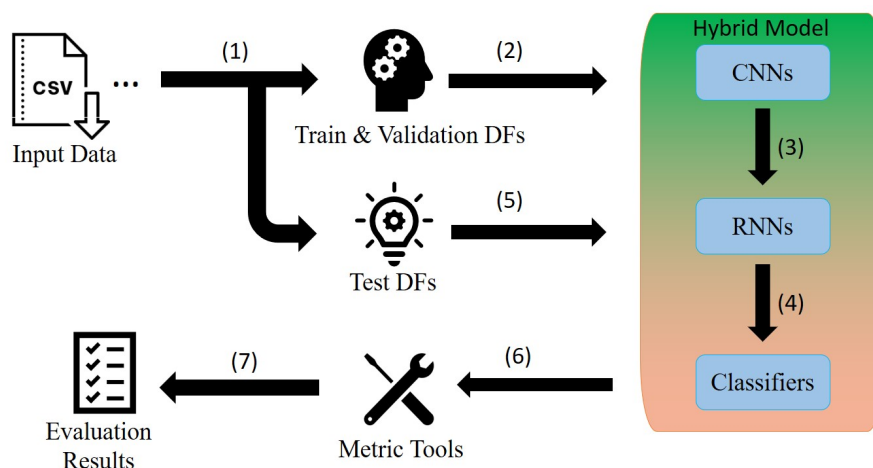 Hybrid Model
(1)
(2)
CNNs
CSV
...
Input Data
Train & Validation DFs
(3)
(5)
RNNs
Test DFs
(4)
(7)
(6)
Classifiers
Evaluation
Results
Metric Tools